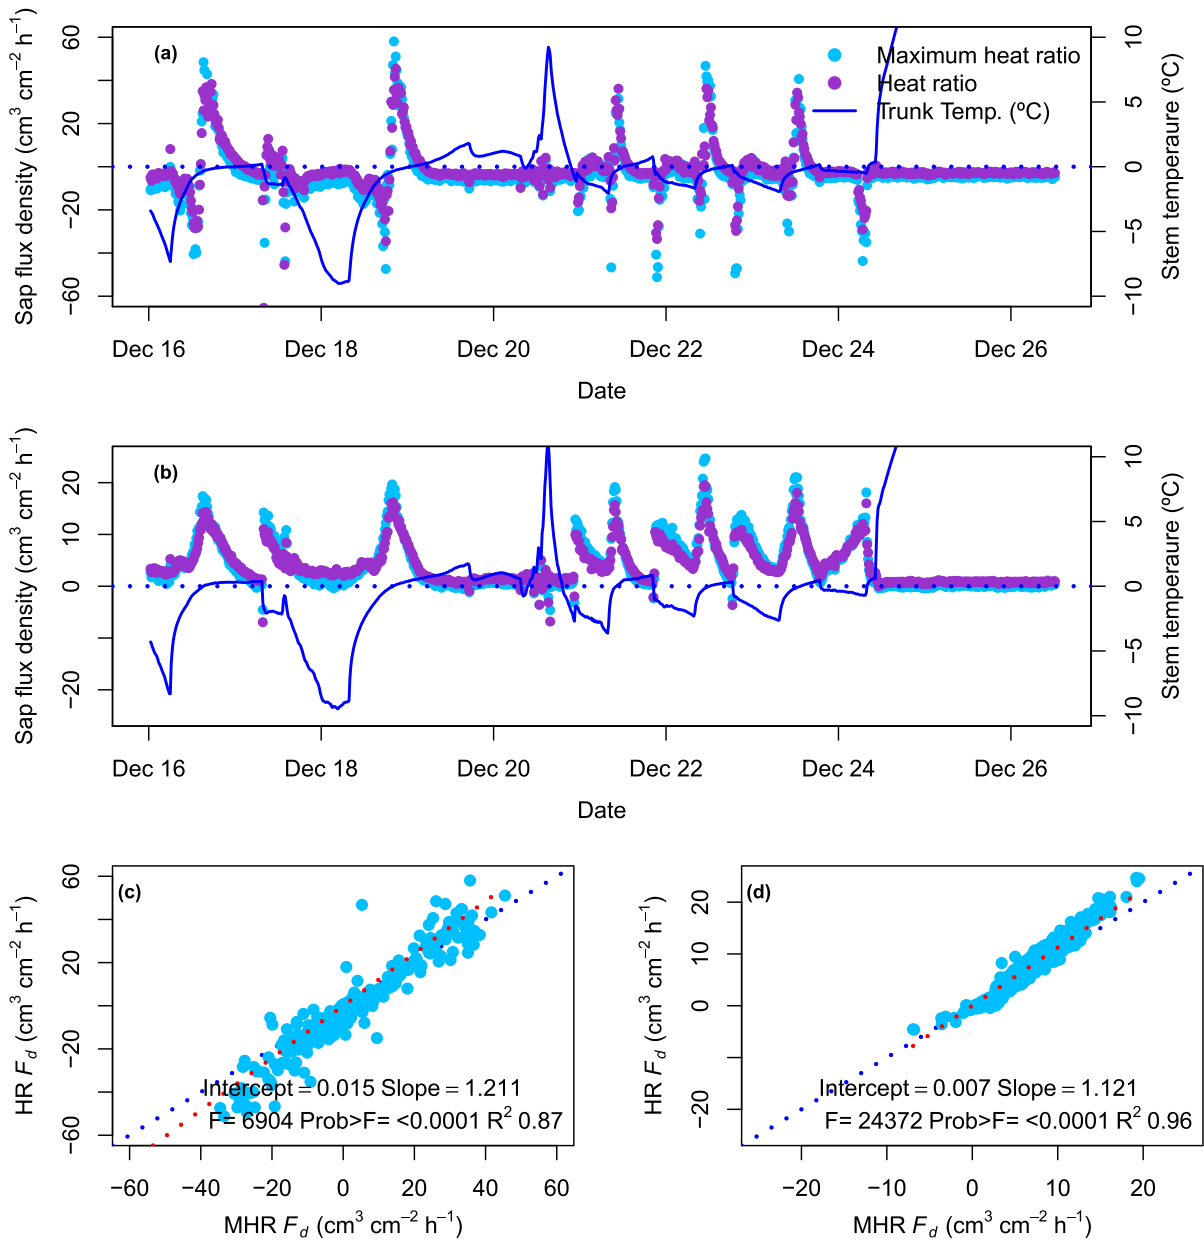 (a)
Maximum heat ratio
Heat ratio
Trunk Temp. (ºC)
Sap flux density (cm³ cm⁻² h⁻¹)
60
20
−20
−60
Stem temperaure (ºC)
10
5
0
−5
−10
Dec 16 Dec 18 Dec 20 Dec 22 Dec 24 Dec 26
Date
(b)
Sap flux density (cm³ cm⁻² h⁻¹)
20
10
0
−20
Stem temperaure (ºC)
10
5
0
−5
−10
Dec 16 Dec 18 Dec 20 Dec 22 Dec 24 Dec 26
Date
(c)
HR F_d (cm³ cm⁻² h⁻¹)
60
20
−20
−60
Intercept = 0.015 Slope = 1.211
F= 6904 Prob>F= <0.0001 R² 0.87
−60 −40 −20 0 20 40 60
MHR F_d (cm³ cm⁻² h⁻¹)
(d)
HR F_d (cm³ cm⁻² h⁻¹)
20
10
0
−20
Intercept = 0.007 Slope = 1.121
F= 24372 Prob>F= <0.0001 R² 0.96
−20 −10 0 10 20
MHR F_d (cm³ cm⁻² h⁻¹)